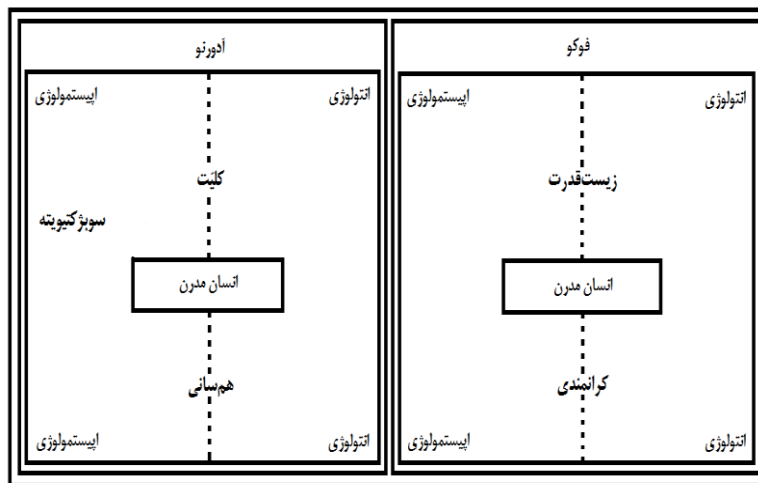 فوکو
انتولوژی
اپیستمولوژی
زیست‌قدرت
انسان مدرن
کرانمندی
انتولوژی
اپیستمولوژی
آدورنو
انتولوژی
اپیستمولوژی
کلیّت
سوبژکتیویته
انسان مدرن
هم‌سانی
انتولوژی
اپیستمولوژی